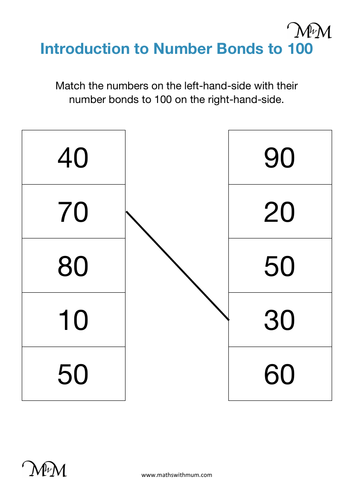 MwM
Introduction to Number Bonds to 100
Match the numbers on the left-hand-side with their
number bonds to 100 on the right-hand-side.
40 90
70 20
80 50
10 30
50 60
MwM
www.mathswithmum.com